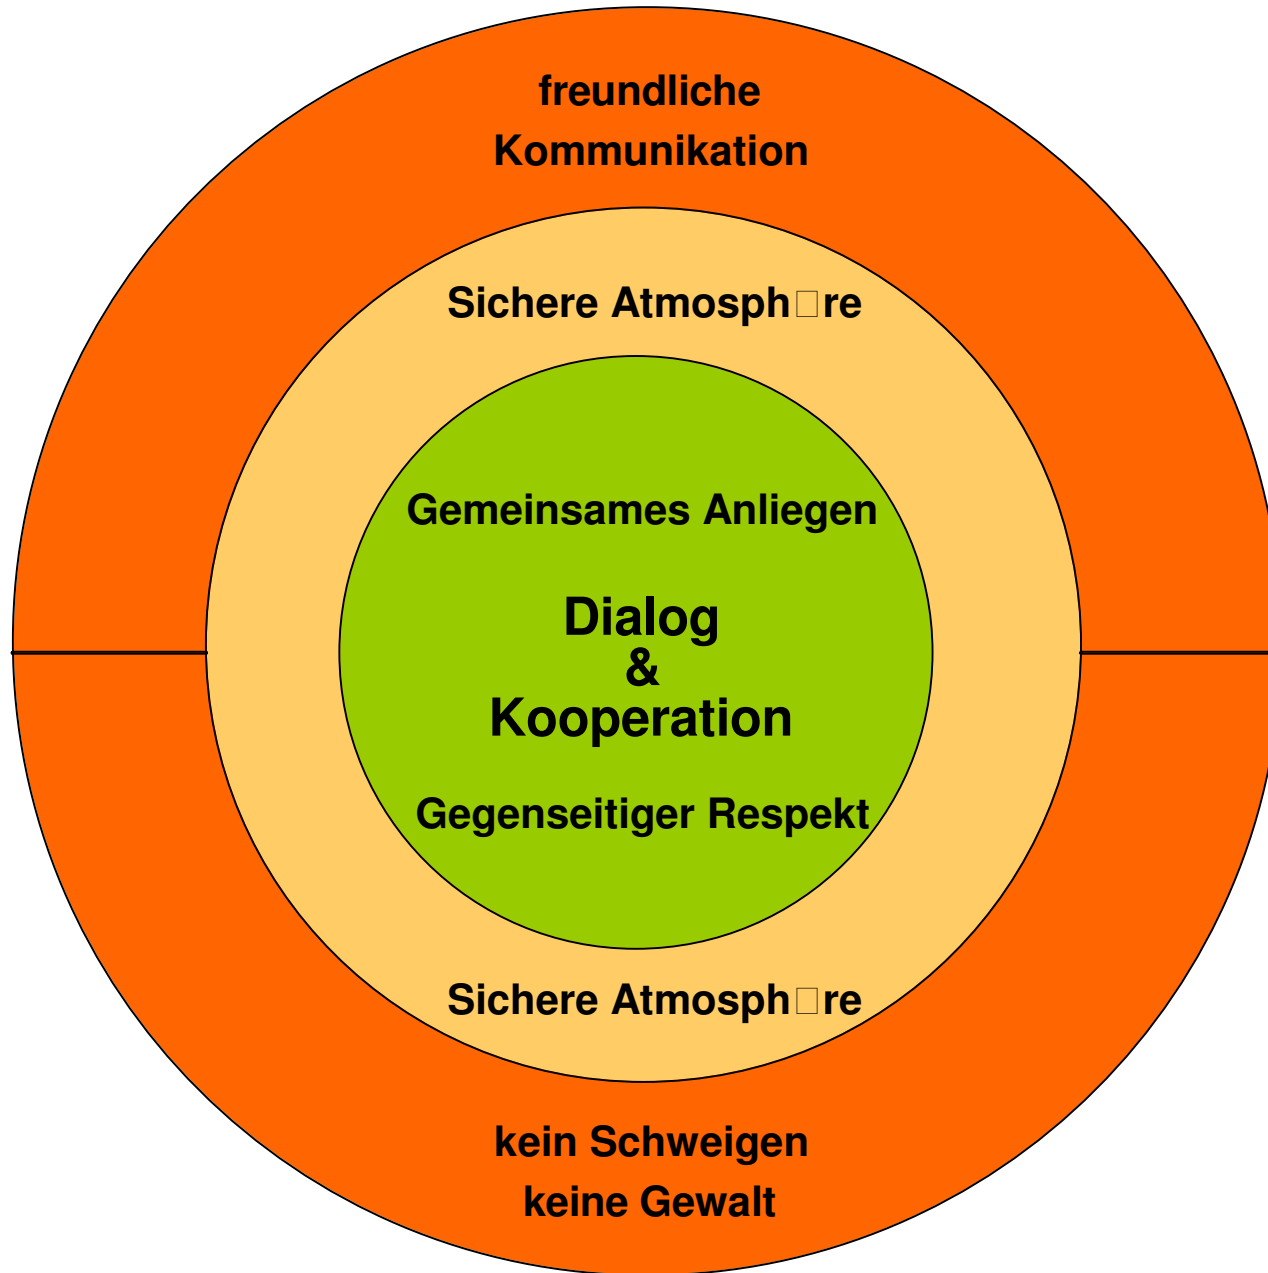 freundliche
Kommunikation
Sichere Atmosph□re
Gemeinsames Anliegen
Dialog
&
Kooperation
Gegenseitiger Respekt
Sichere Atmosph□re
kein Schweigen
keine Gewalt